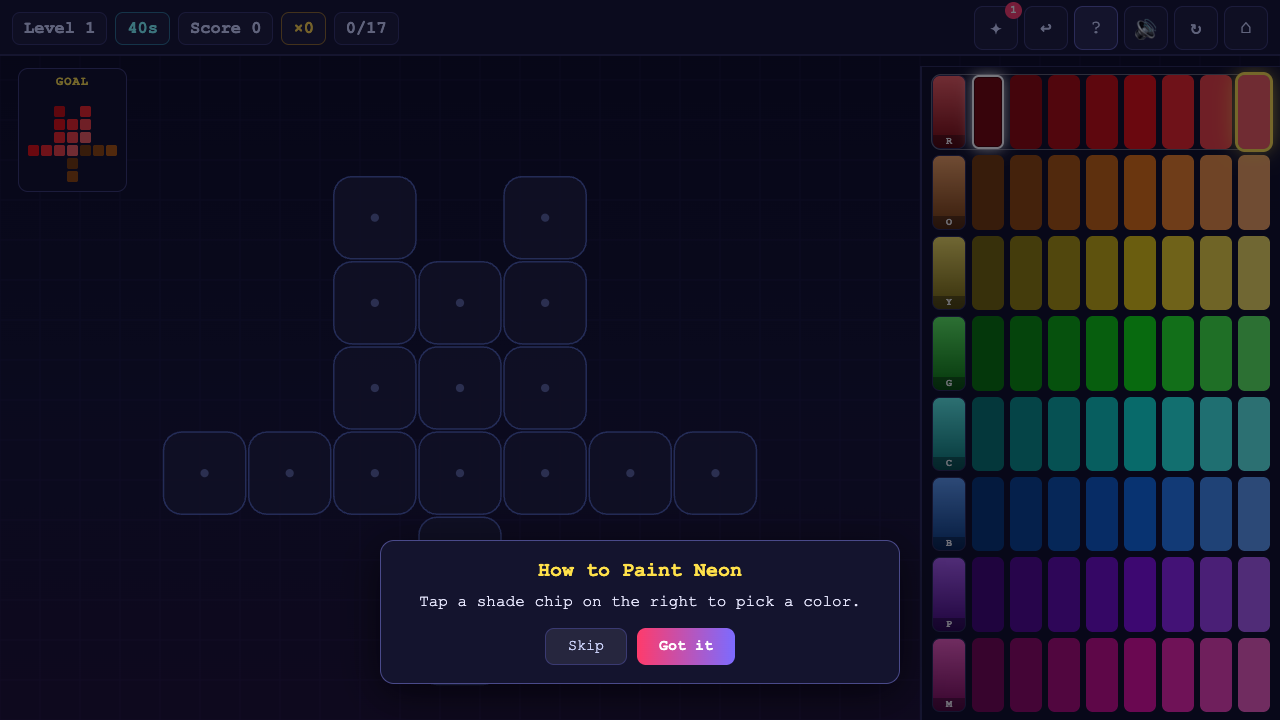 Level 1
40s
Score 0
×0
0/17
1
?
GOAL
R
O
Y
G
C
B
P
M
How to Paint Neon
Tap a shade chip on the right to pick a color.
Skip
Got it